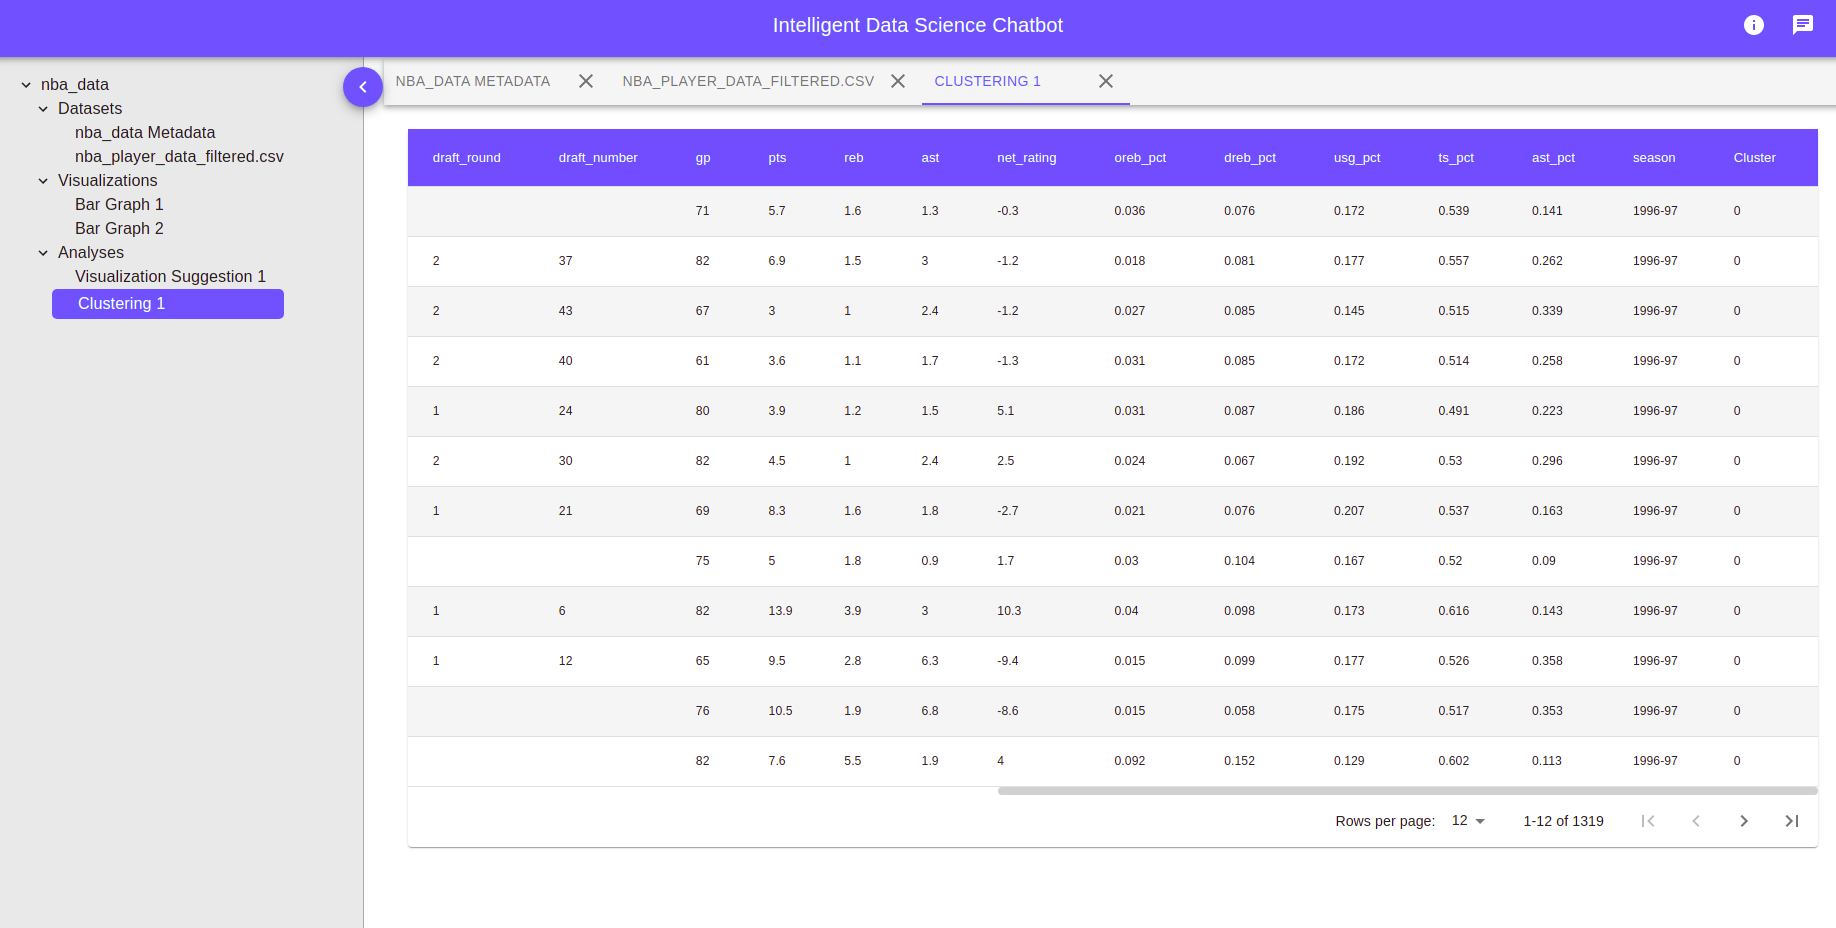 Intelligent Data Science Chatbot
nba_data
Datasets
nba_data Metadata
nba_player_data_filtered.csv
Visualizations
Bar Graph 1
Bar Graph 2
Analyses
Visualization Suggestion 1
Clustering 1
NBA_DATA METADATA NBA_PLAYER_DATA_FILTERED.CSV CLUSTERING 1
draft_round draft_number gp pts reb ast net_rating oreb_pct dreb_pct usg_pct ts_pct ast_pct season Cluster
71 5.7 1.6 1.3 -0.3 0.036 0.076 0.172 0.539 0.141 1996-97 0
2 37 82 6.9 1.5 3 -1.2 0.018 0.081 0.177 0.557 0.262 1996-97 0
2 43 67 3 1 2.4 -1.2 0.027 0.085 0.145 0.515 0.339 1996-97 0
2 40 61 3.6 1.1 1.7 -1.3 0.031 0.085 0.172 0.514 0.258 1996-97 0
1 24 80 3.9 1.2 1.5 5.1 0.031 0.087 0.186 0.491 0.223 1996-97 0
2 30 82 4.5 1 2.4 2.5 0.024 0.067 0.192 0.53 0.296 1996-97 0
1 21 69 8.3 1.6 1.8 -2.7 0.021 0.076 0.207 0.537 0.163 1996-97 0
75 5 1.8 0.9 1.7 0.03 0.104 0.167 0.52 0.09 1996-97 0
1 6 82 13.9 3.9 3 10.3 0.04 0.098 0.173 0.616 0.143 1996-97 0
1 12 65 9.5 2.8 6.3 -9.4 0.015 0.099 0.177 0.526 0.358 1996-97 0
76 10.5 1.9 6.8 -8.6 0.015 0.058 0.175 0.517 0.353 1996-97 0
82 7.6 5.5 1.9 4 0.092 0.152 0.129 0.602 0.113 1996-97 0
Rows per page: 12 1-12 of 1319